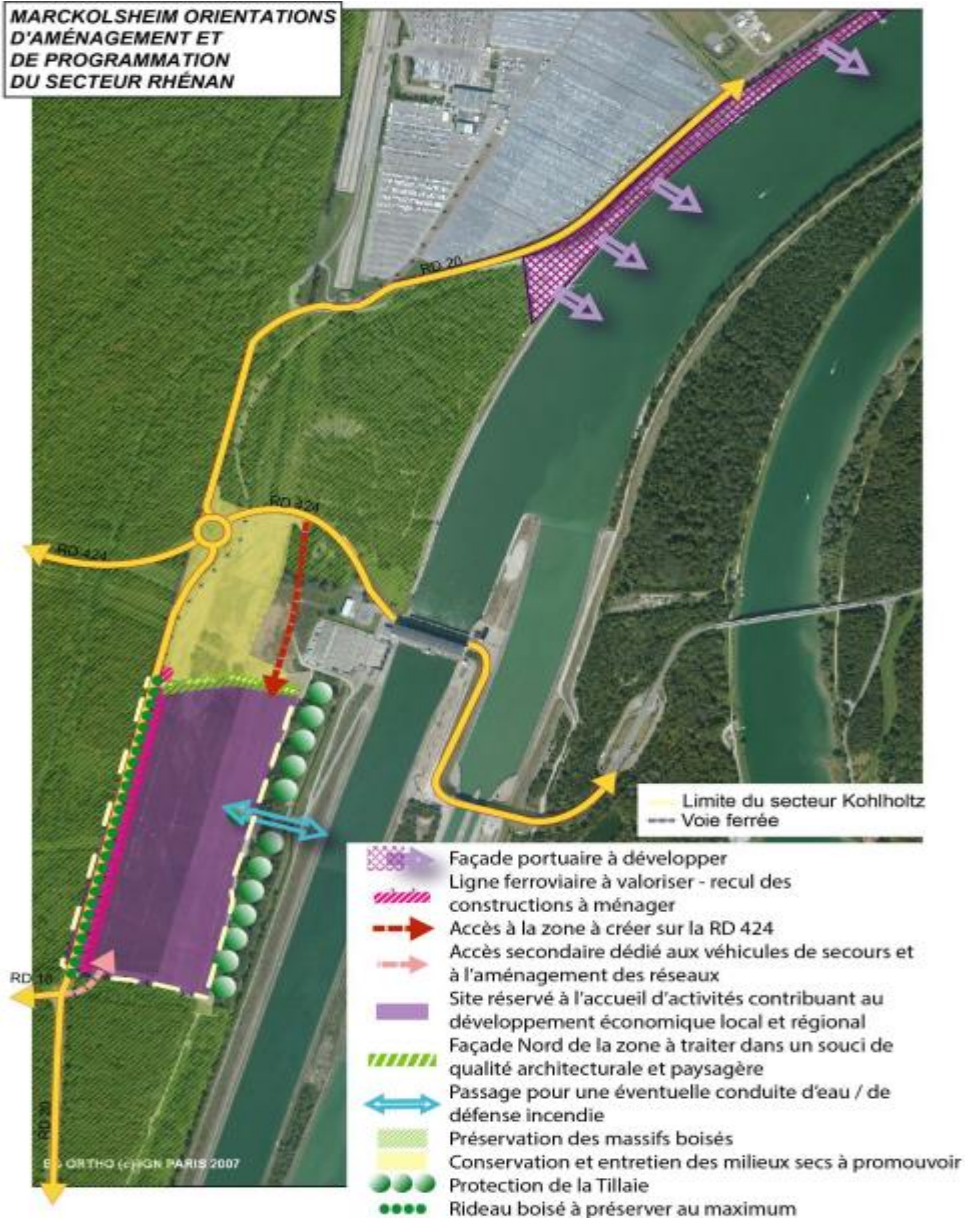 MARCKOLSHEIM ORIENTATIONS
D'AMÉNAGEMENT ET
DE PROGRAMMATION
DU SECTEUR RHÉNAN
RD 20
RD 424
RD 424
Limite du secteur Kohlholtz
Voie ferrée
Façade portuaire à développer
Ligne ferroviaire à valoriser - recul des
constructions à ménager
Accès à la zone à créer sur la RD 424
Accès secondaire dédié aux véhicules de secours et
à l'aménagement des réseaux
RD 10
Site réservé à l'accueil d'activités contribuant au
développement économique local et régional
Façade Nord de la zone à traiter dans un souci de
qualité architecturale et paysagère
Passage pour une éventuelle conduite d'eau / de
défense incendie
RD 20
Préservation des massifs boisés
BD ORTHO (c) IGN PARIS 2007
Conservation et entretien des milieux secs à promouvoir
Protection de la Tillaie
Rideau boisé à préserver au maximum